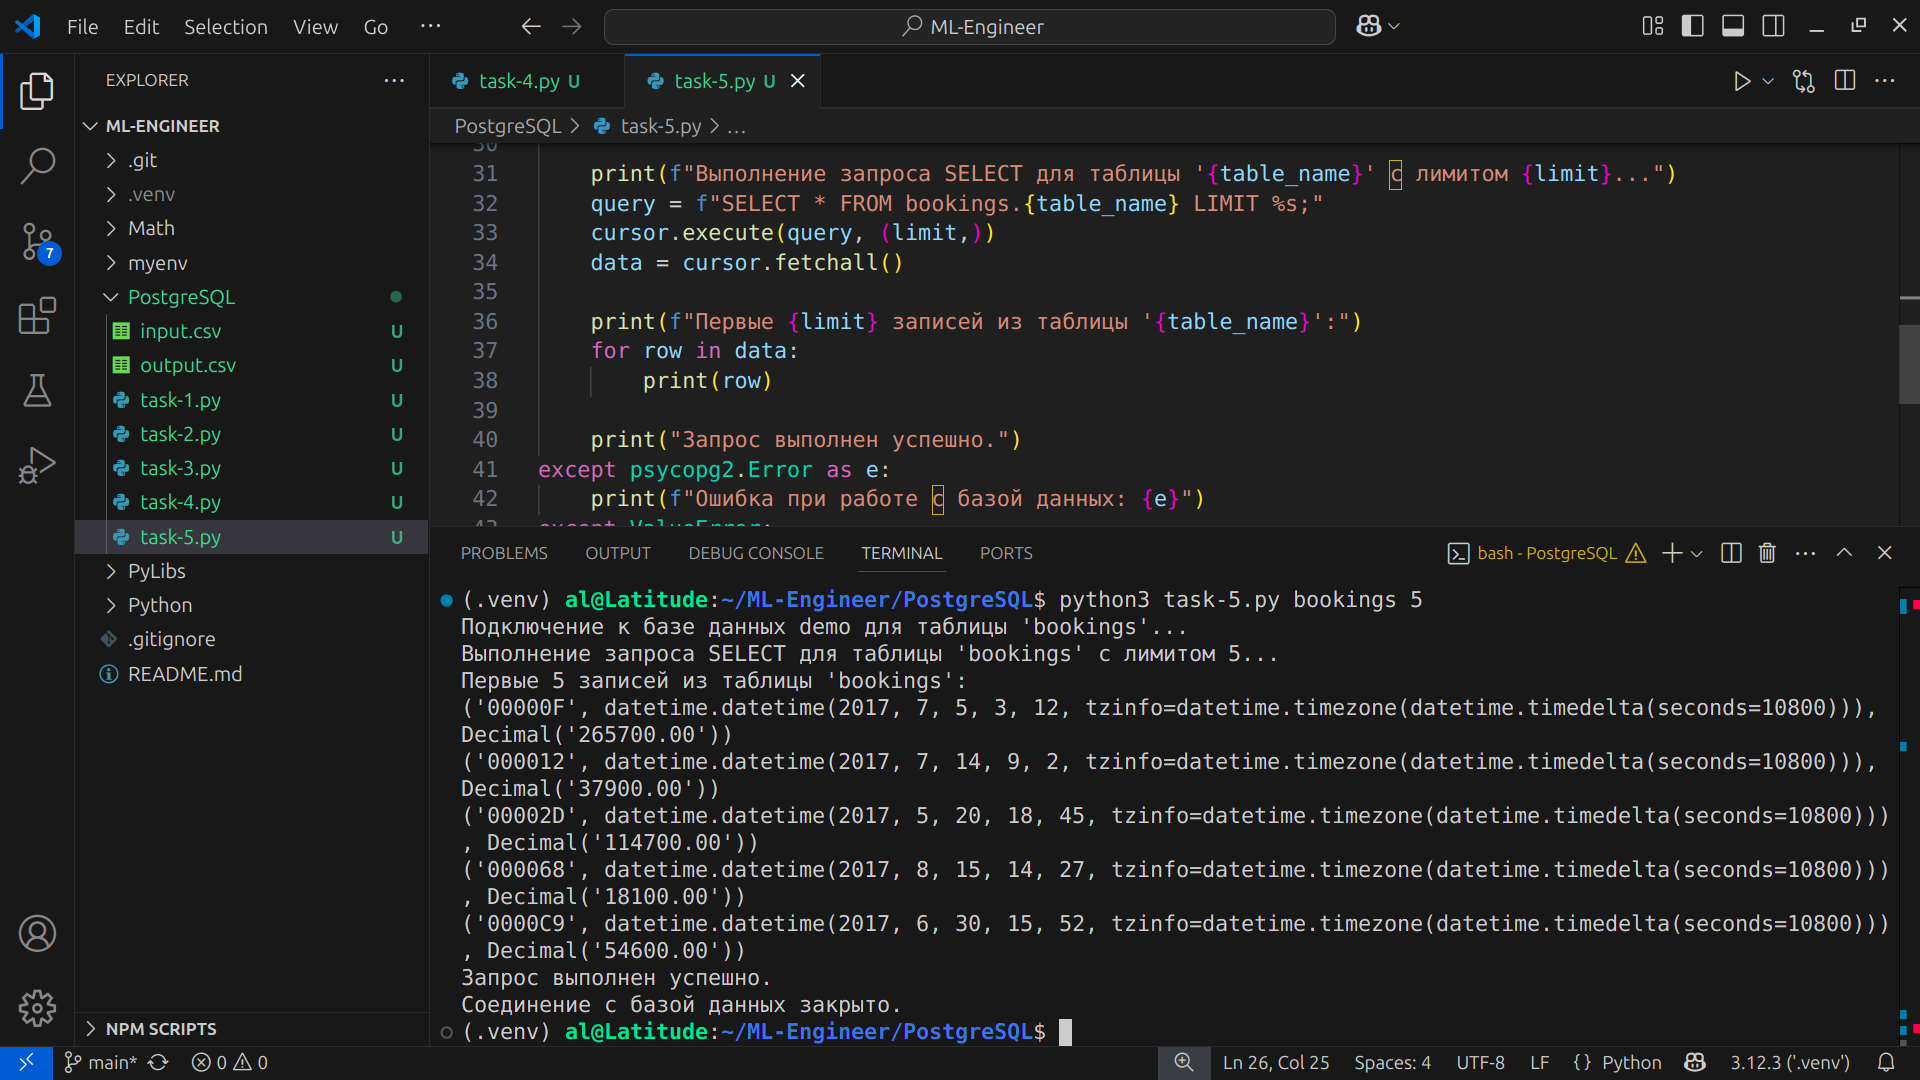 File Edit Selection View Go ···
ML-Engineer
EXPLORER
ML-ENGINEER
.git
.venv
Math
myenv
PostgreSQL
input.csv U
output.csv U
task-1.py U
task-2.py U
task-3.py U
task-4.py U
task-5.py U
PyLibs
Python
.gitignore
README.md
NPM SCRIPTS
7
task-4.py U
task-5.py U
PostgreSQL > task-5.py > ...
30
31 print(f"Выполнение запроса SELECT для таблицы '{table_name}' с лимитом {limit}...")
32 query = f"SELECT * FROM bookings.{table_name} LIMIT %s;"
33 cursor.execute(query, (limit,))
34 data = cursor.fetchall()
35
36 print(f"Первые {limit} записей из таблицы '{table_name}':")
37 for row in data:
38 print(row)
39
40 print("Запрос выполнен успешно.")
41 except psycopg2.Error as e:
42 print(f"Ошибка при работе с базой данных: {e}")
43 except ValueError:
PROBLEMS OUTPUT DEBUG CONSOLE TERMINAL PORTS
bash - PostgreSQL
(.venv) al@Latitude:~/ML-Engineer/PostgreSQL$ python3 task-5.py bookings 5
Подключение к базе данных demo для таблицы 'bookings'...
Выполнение запроса SELECT для таблицы 'bookings' с лимитом 5...
Первые 5 записей из таблицы 'bookings':
('00000F', datetime.datetime(2017, 7, 5, 3, 12, tzinfo=datetime.timezone(datetime.timedelta(seconds=10800))),
Decimal('265700.00'))
('000012', datetime.datetime(2017, 7, 14, 9, 2, tzinfo=datetime.timezone(datetime.timedelta(seconds=10800))),
Decimal('37900.00'))
('00002D', datetime.datetime(2017, 5, 20, 18, 45, tzinfo=datetime.timezone(datetime.timedelta(seconds=10800)))
, Decimal('114700.00'))
('000068', datetime.datetime(2017, 8, 15, 14, 27, tzinfo=datetime.timezone(datetime.timedelta(seconds=10800)))
, Decimal('18100.00'))
('0000C9', datetime.datetime(2017, 6, 30, 15, 52, tzinfo=datetime.timezone(datetime.timedelta(seconds=10800)))
, Decimal('54600.00'))
Запрос выполнен успешно.
Соединение с базой данных закрыто.
(.venv) al@Latitude:~/ML-Engineer/PostgreSQL$
main* 0 0
Ln 26, Col 25 Spaces: 4 UTF-8 LF {} Python 3.12.3 ('.venv')